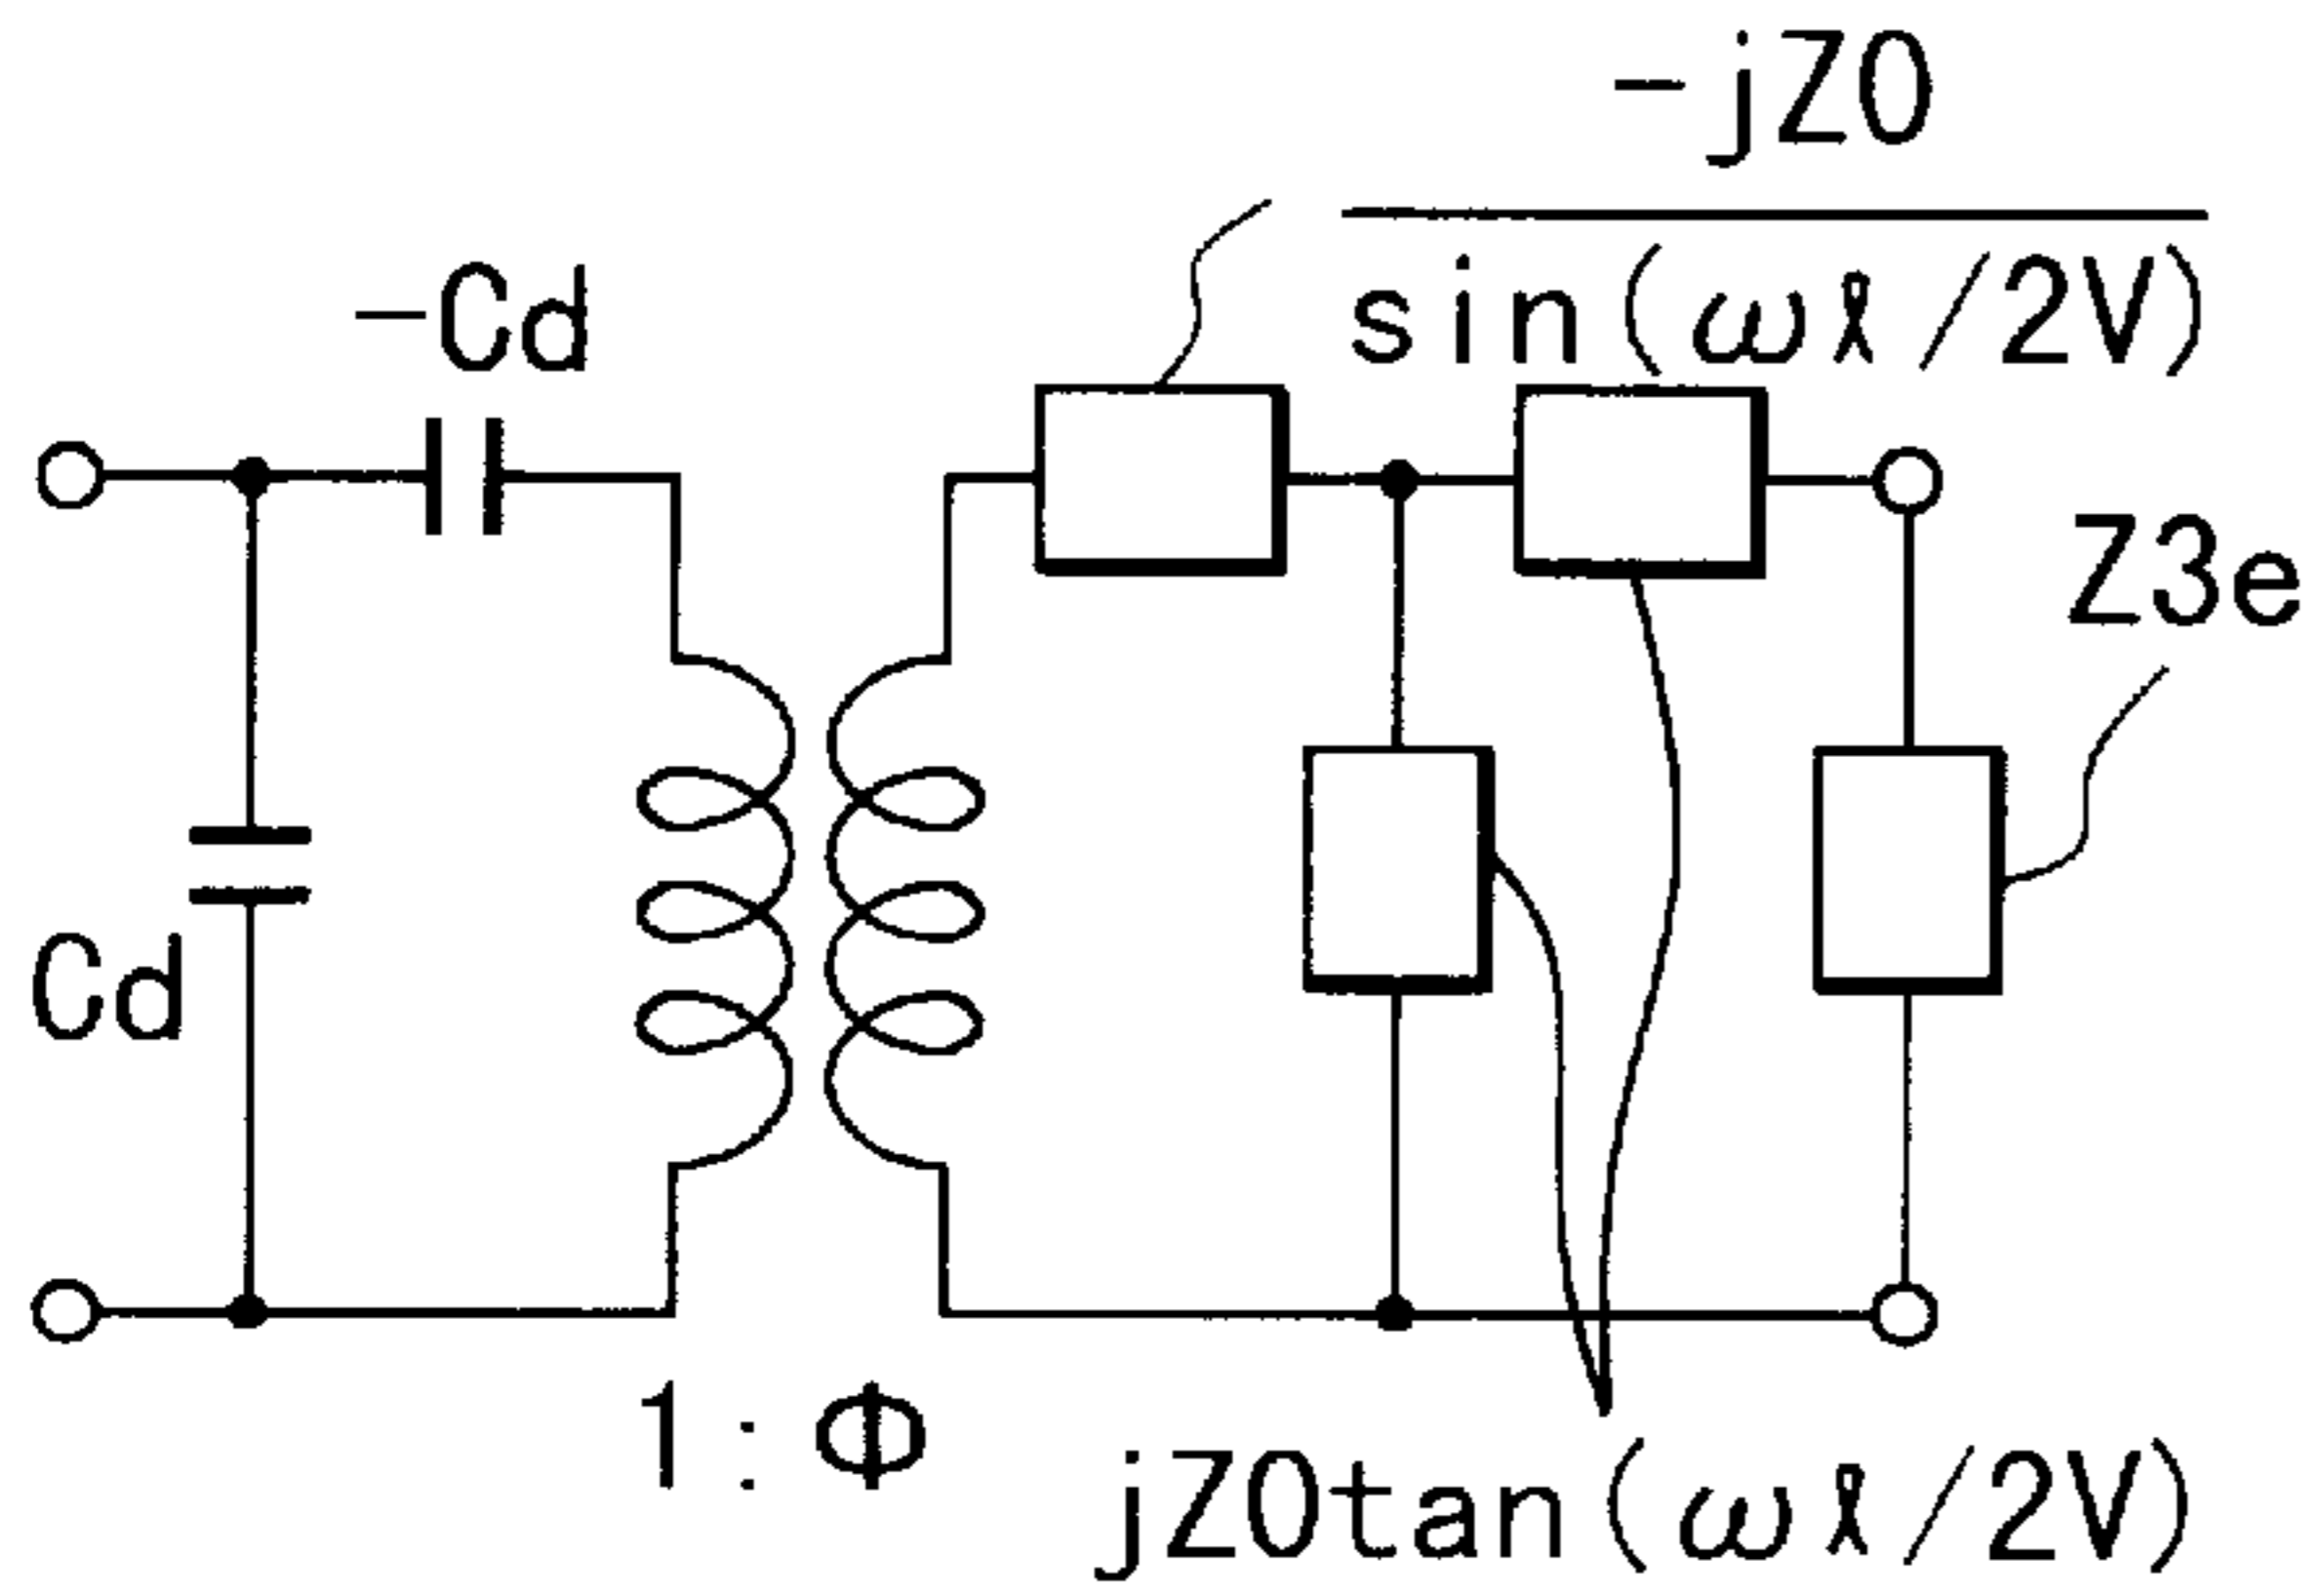 -jZ0
sin(ωℓ/2V)
-Cd
Z3e
Cd
1:Φ
jZ0tan(ωℓ/2V)